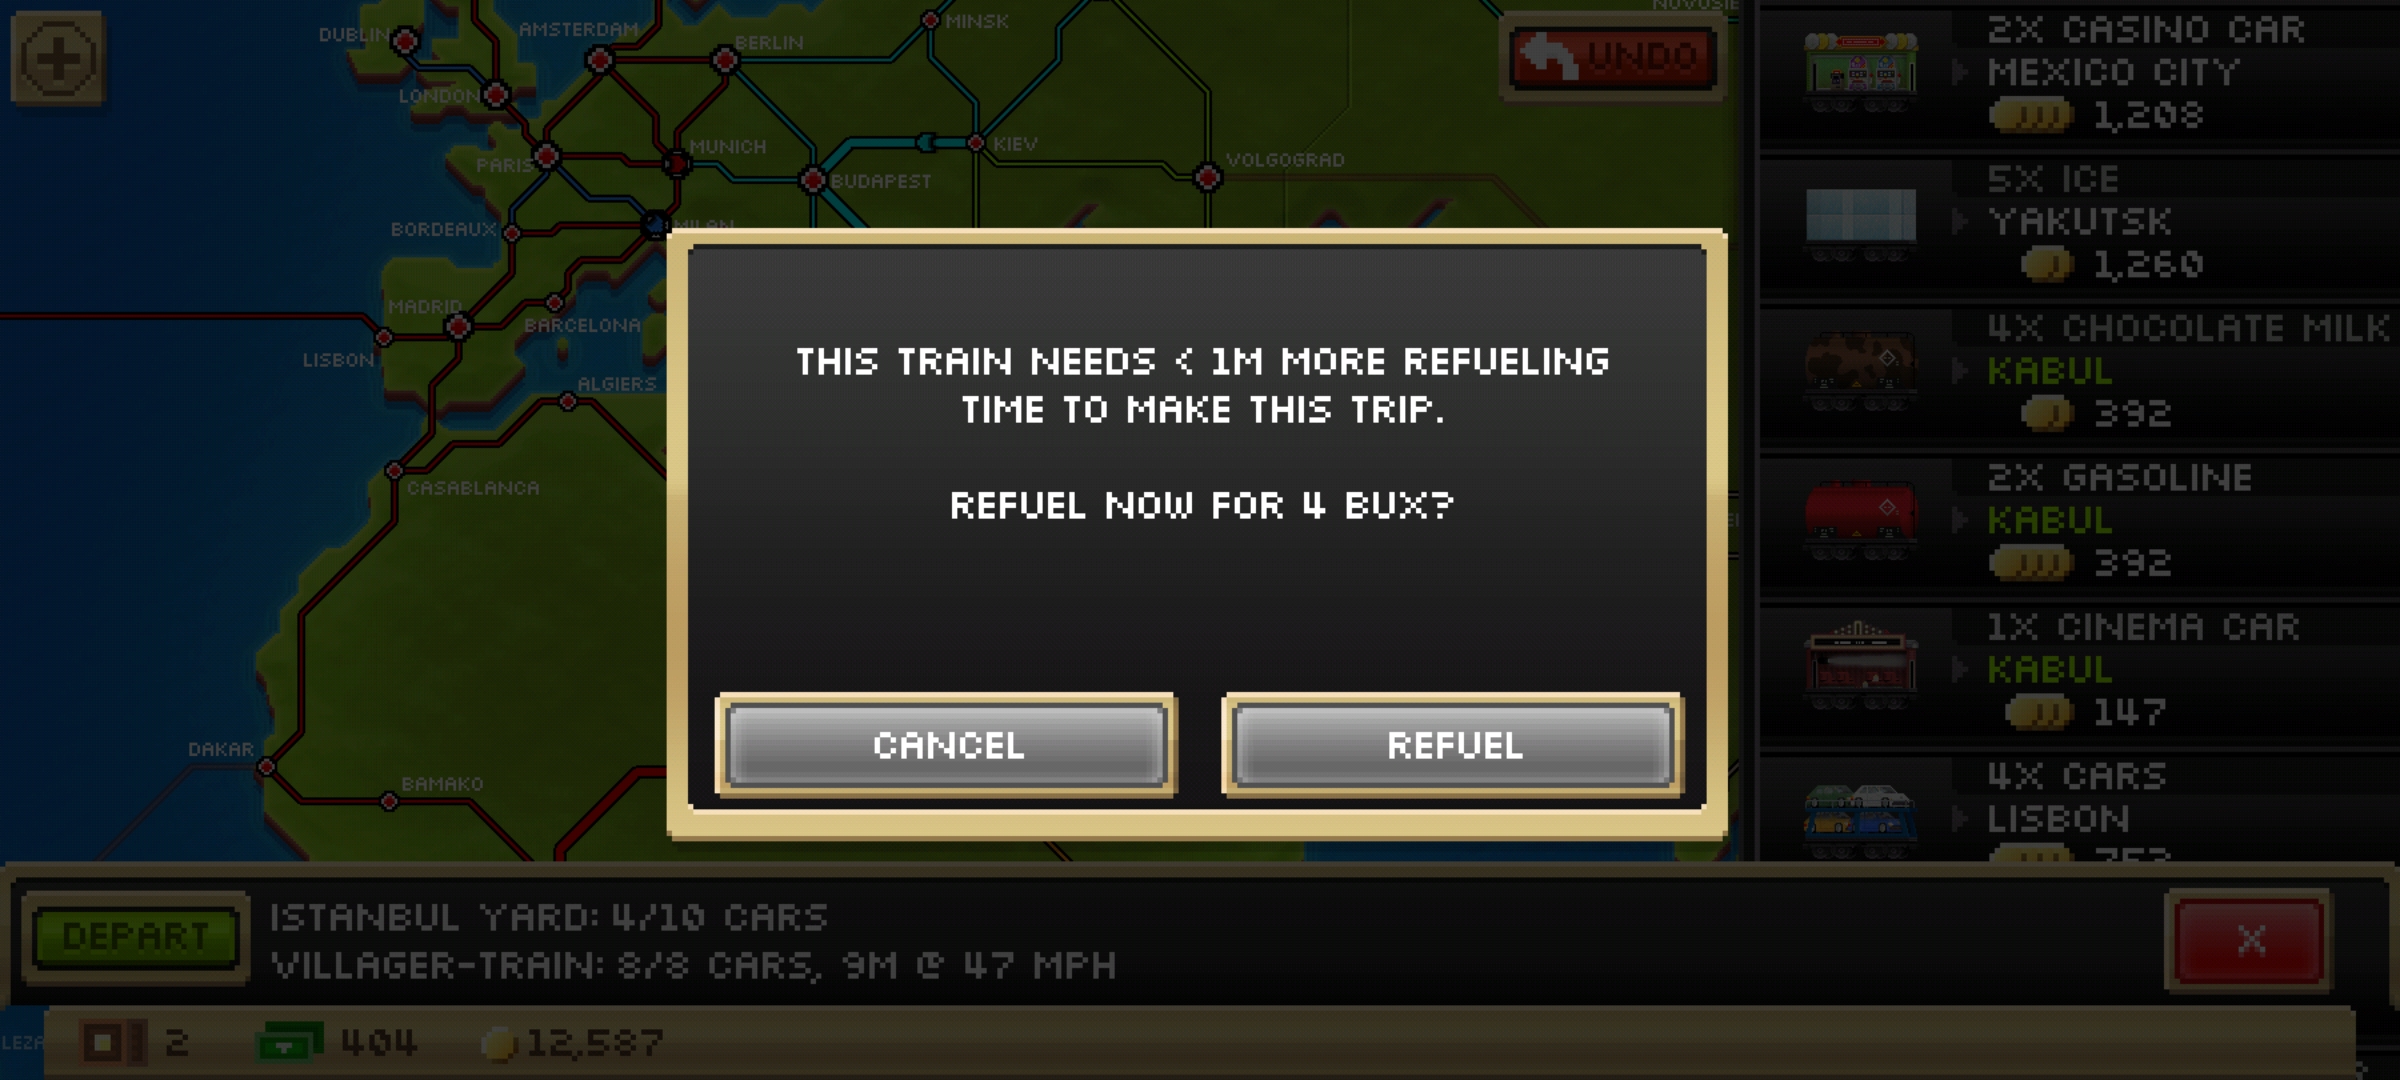 DUBLIN
AMSTERDAM
BERLIN
MINSK
LONDON
PARIS
MUNICH
KIEV
BUDAPEST
VOLGOGRAD
BORDEAUX
MILAN
MADRID
BARCELONA
LISBON
ALGIERS
CASABLANCA
DAKAR
BAMAKO
UNDO
THIS TRAIN NEEDS < 1M MORE REFUELING
TIME TO MAKE THIS TRIP.
REFUEL NOW FOR 4 BUX?
CANCEL
REFUEL
2X CASINO CAR
MEXICO CITY
1,208
5X ICE
YAKUTSK
1,260
4X CHOCOLATE MILK
KABUL
392
2X GASOLINE
KABUL
392
1X CINEMA CAR
KABUL
147
4X CARS
LISBON
DEPART
ISTANBUL YARD: 4/10 CARS
VILLAGER-TRAIN: 8/8 CARS, 9M @ 47 MPH
X
2
404
12,587